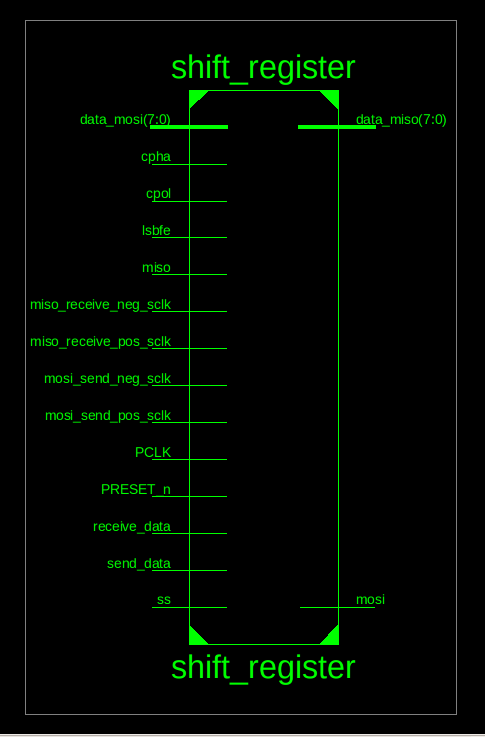 shift_register
data_mosi(7:0)
data_miso(7:0)
cpha
cpol
lsbfe
miso
miso_receive_neg_sclk
miso_receive_pos_sclk
mosi_send_neg_sclk
mosi_send_pos_sclk
PCLK
PRESET_n
receive_data
send_data
ss
mosi
shift_register